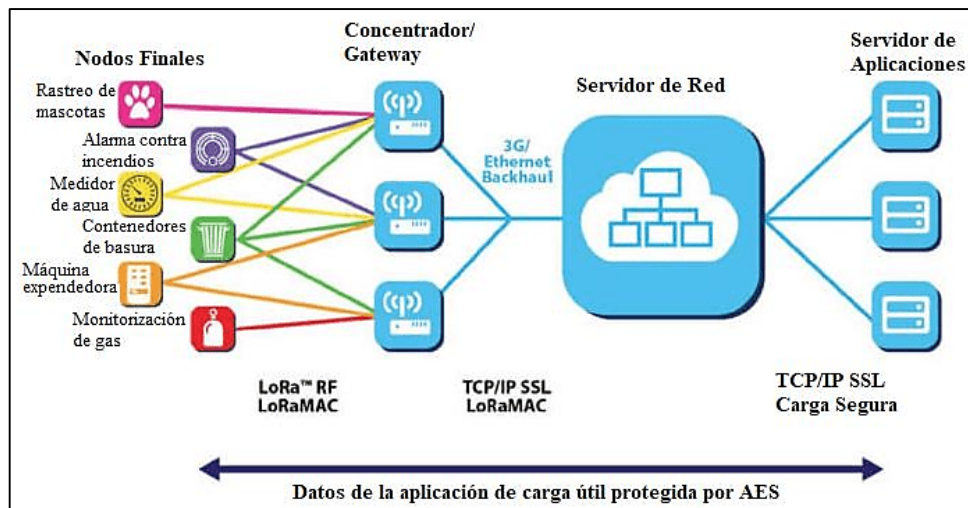 Nodos Finales
Rastreo de
mascotas
Alarma contra
incendios
Medidor
de agua
Contenedores
de basura
Máquina
expendedora
Monitorización
de gas
Concentrador/
Gateway
3G/
Ethernet
Backhaul
Servidor de Red
Servidor de
Aplicaciones
LoRa™ RF
LoRaMAC
TCP/IP SSL
LoRaMAC
TCP/IP SSL
Carga Segura
Datos de la aplicación de carga útil protegida por AES